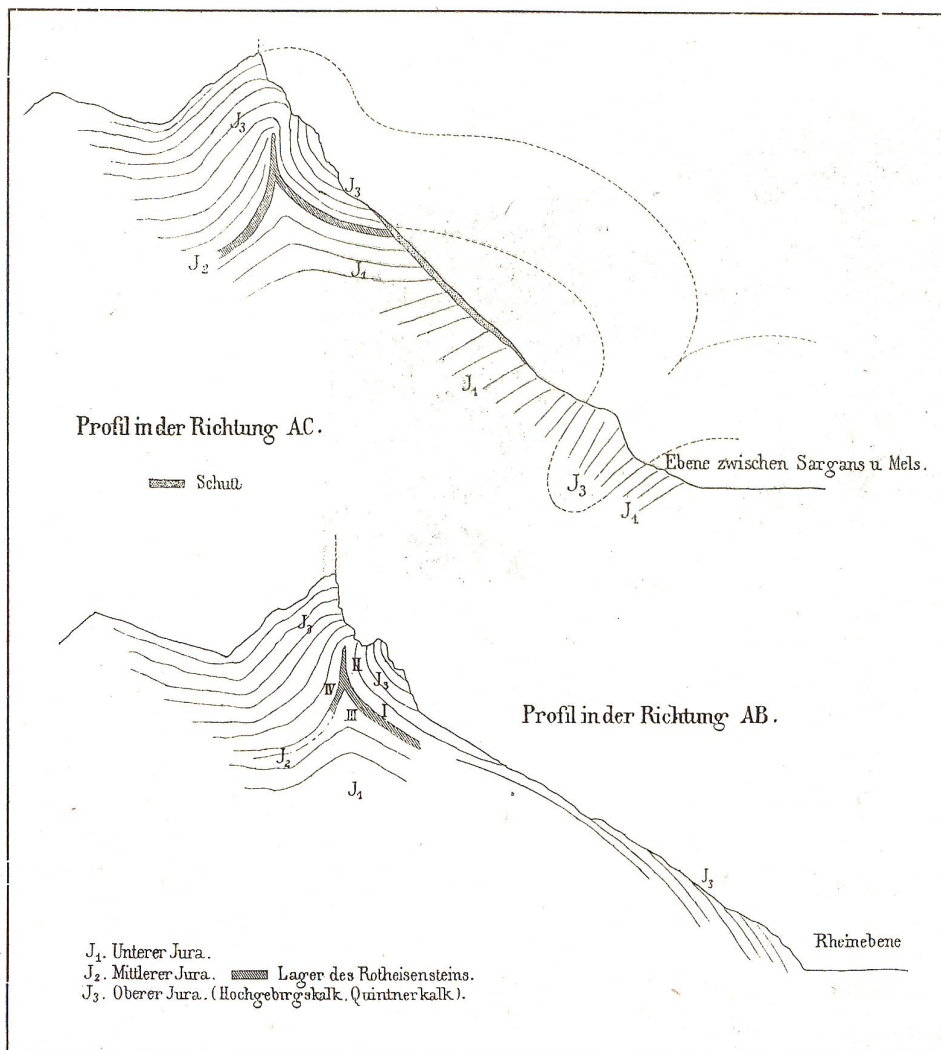 J3
J3
J2
J1
J1
Profil in der Richtung AC.
Ebene zwischen Sargans u Mels.
J3
Schutt
J1
J3
II
J3
IV
I
III
Profil in der Richtung AB.
J2
J1
J3
Rheinebene
J1. Unterer Jura.
J2. Mittlerer Jura. Lager des Rotheisensteins.
J3. Oberer Jura. (Hochgebirgskalk, Quintnerkalk).